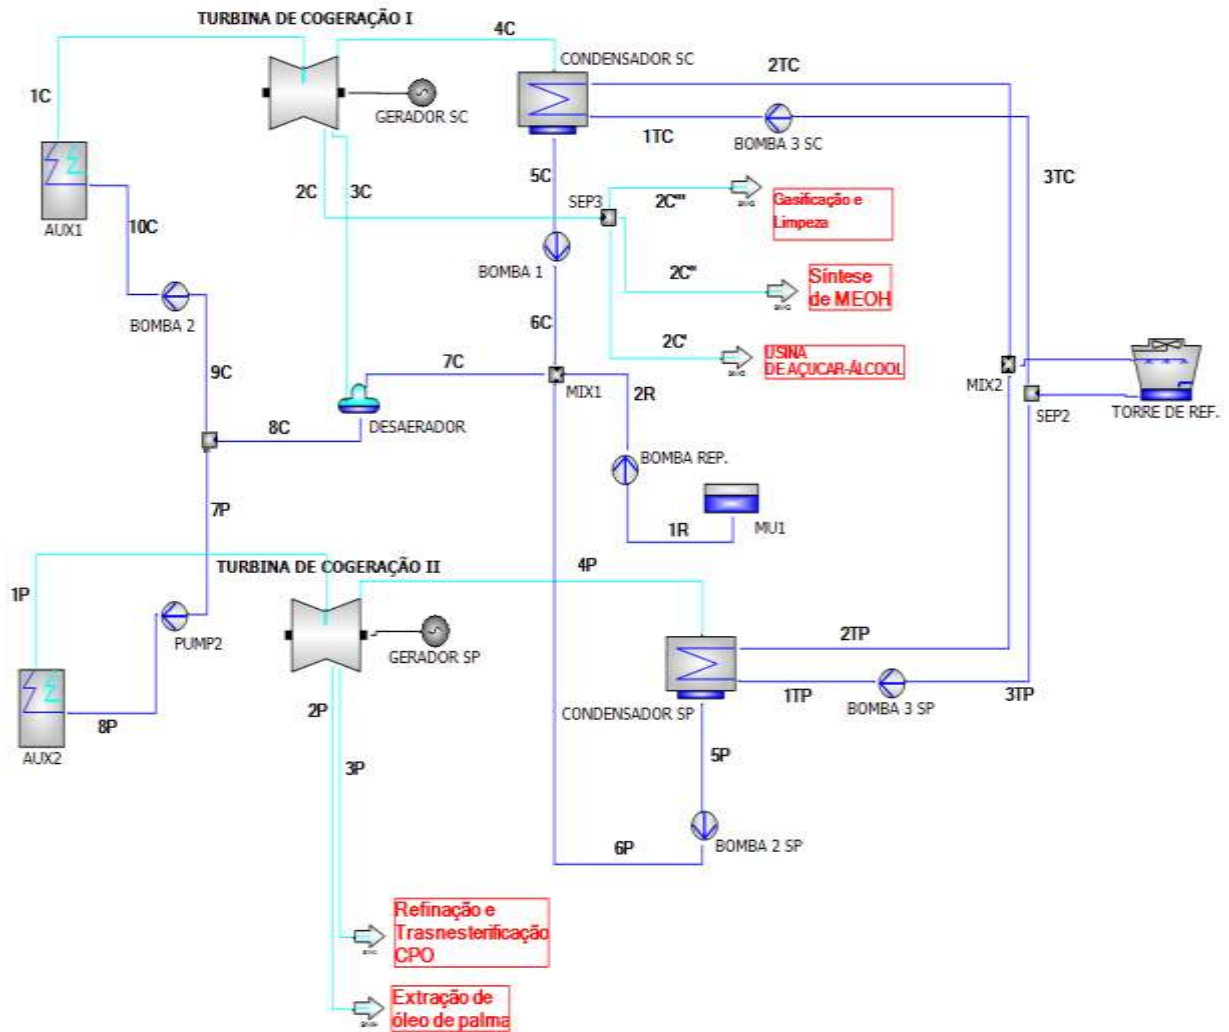 TURBINA DE COGERAÇÃO I
4C
CONDENSADOR SC
2TC
1C
GERADOR SC
1TC
BOMBA 3 SC
5C
3TC
2C
3C
SEP3
2C'''
Gasificação e
Limpeza
AUX1
10C
BOMBA 1
2C''
Síntese
de MEOH
BOMBA 2
6C
2C'
USINA
DE AÇUCAR-ÁLCOOL
9C
7C
MIX1
2R
MIX2
SEP2
TORRE DE REF.
8C
DESAERADOR
BOMBA REP.
7P
1R
MU1
TURBINA DE COGERAÇÃO II
4P
1P
PUMP2
GERADOR SP
2TP
8P
2P
CONDENSADOR SP
1TP
BOMBA 3 SP
3TP
AUX2
3P
5P
6P
BOMBA 2 SP
Refinação e
Trasnesterificação
CPO
Extração de
óleo de palma